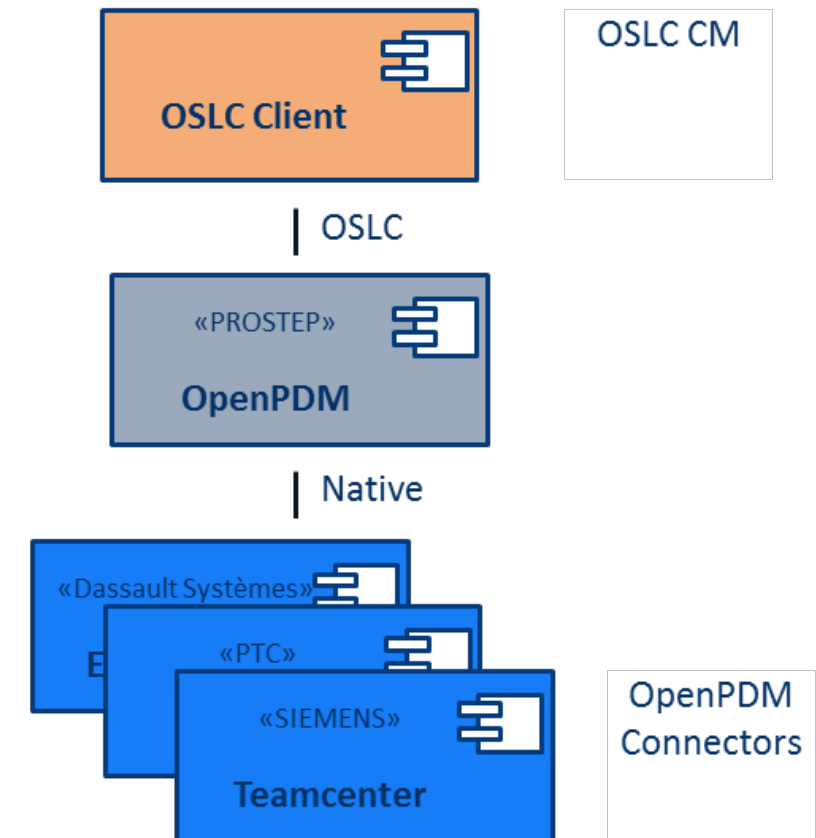 OSLC Client
OSLC CM
OSLC
«PROSTEP»
OpenPDM
Native
«Dassault Systèmes»
E
«PTC»
«SIEMENS»
Teamcenter
OpenPDM
Connectors